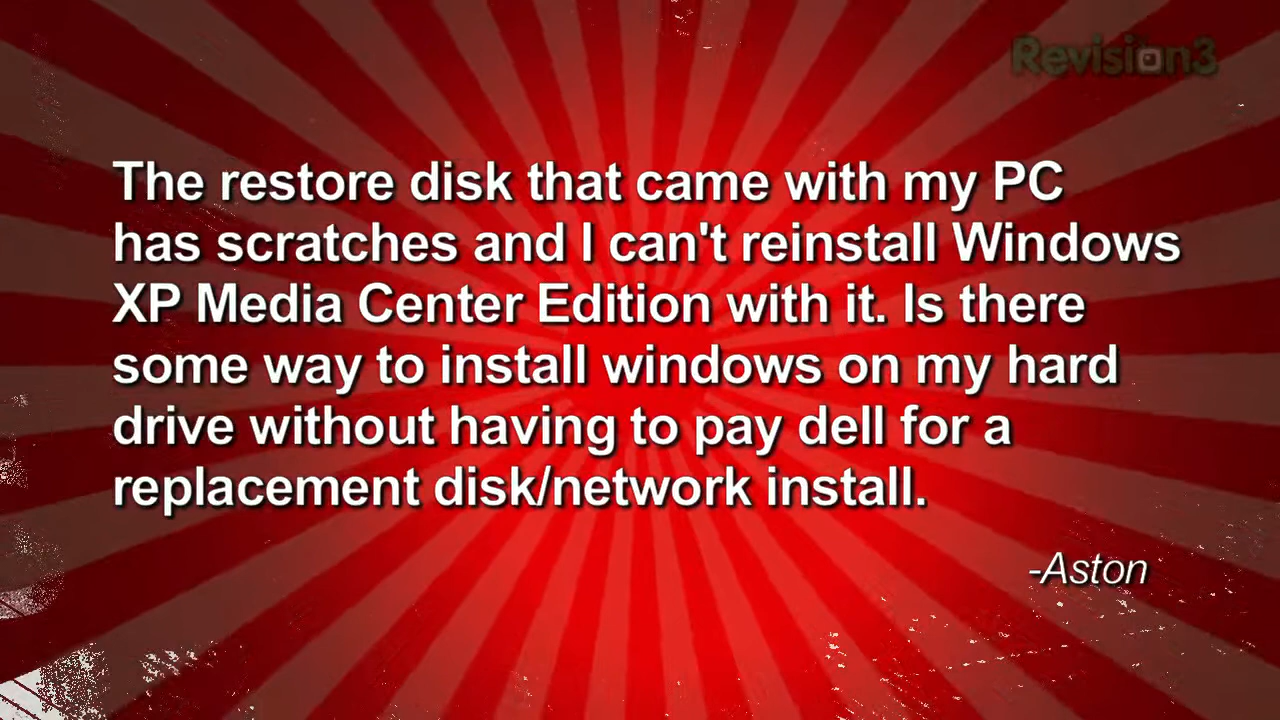 Revision3
The restore disk that came with my PC
has scratches and I can't reinstall Windows
XP Media Center Edition with it. Is there
some way to install windows on my hard
drive without having to pay dell for a
replacement disk/network install.
-Aston